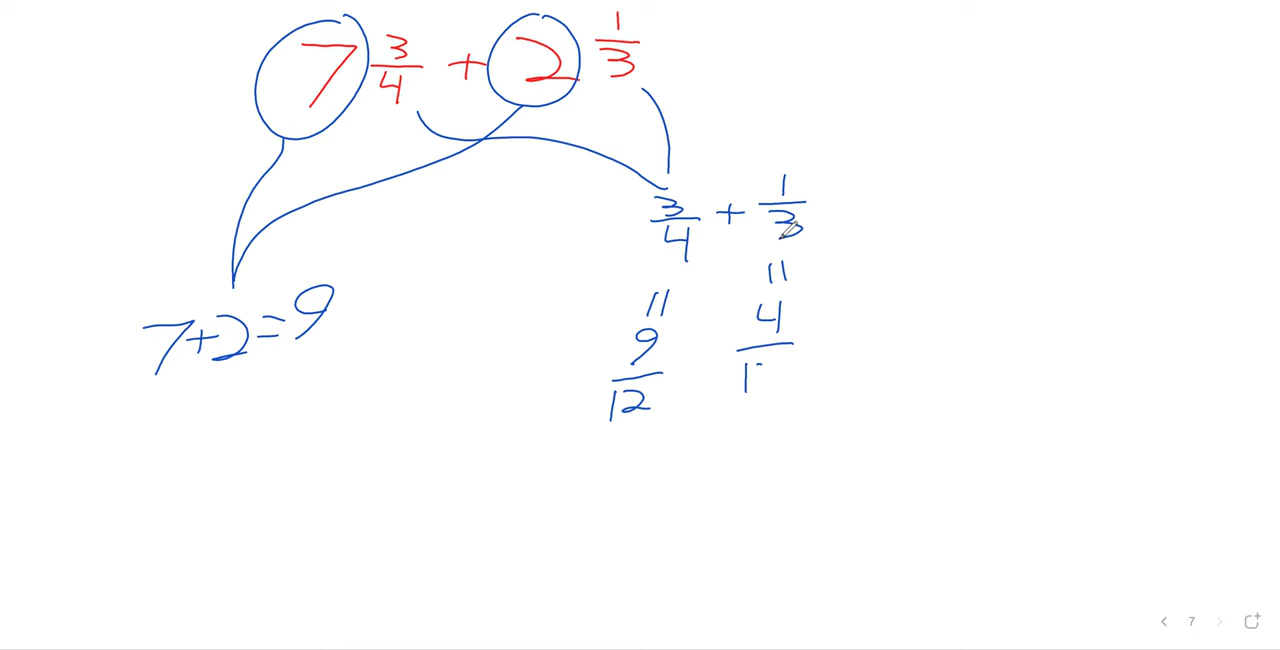 7 3/4 + 2 1/3
3/4 + 1/3
7+2=9
= =
9/12 4/1
7